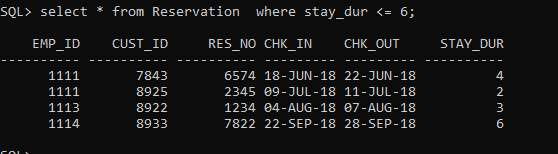 SQL> select * from Reservation  where stay_dur <= 6;
    EMP_ID    CUST_ID     RES_NO CHK_IN    CHK_OUT     STAY_DUR
---------- ---------- ---------- --------- --------- ----------
      1111       7843       6574 18-JUN-18 22-JUN-18          4
      1111       8925       2345 09-JUL-18 11-JUL-18          2
      1113       8922       1234 04-AUG-18 07-AUG-18          3
      1114       8933       7822 22-SEP-18 28-SEP-18          6
SQL>